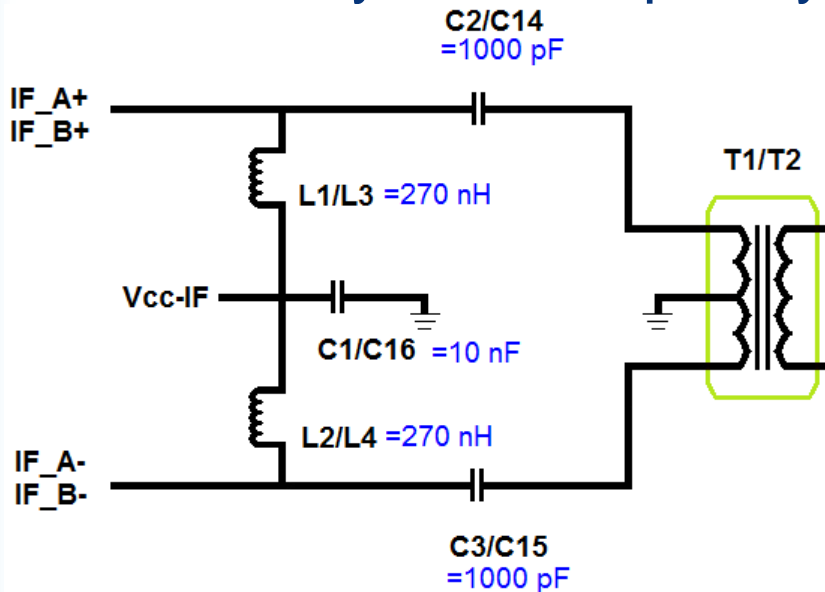 C2/C14
=1000 pF
IF_A+
IF_B+
T1/T2
L1/L3 =270 nH
Vcc-IF
C1/C16 =10 nF
L2/L4 =270 nH
IF_A-
IF_B-
C3/C15
=1000 pF